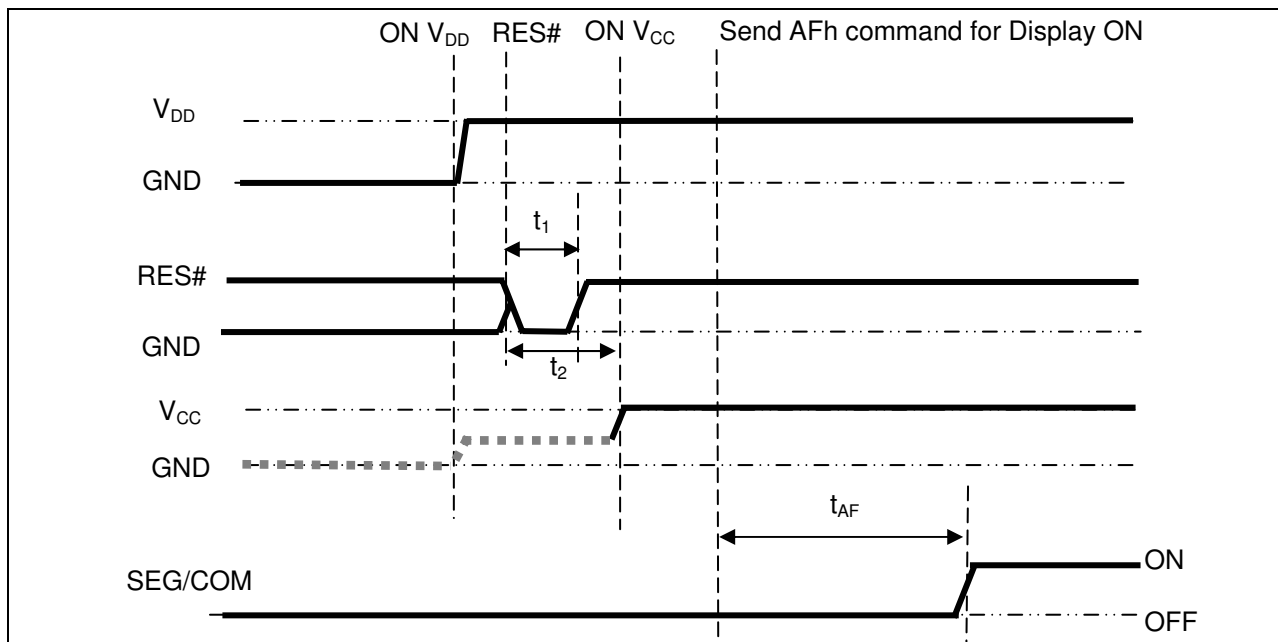 ON VDD RES# ON VCC Send AFh command for Display ON
VDD
GND
t1
RES#
GND
t2
VCC
GND
tAF
SEG/COM
ON
OFF